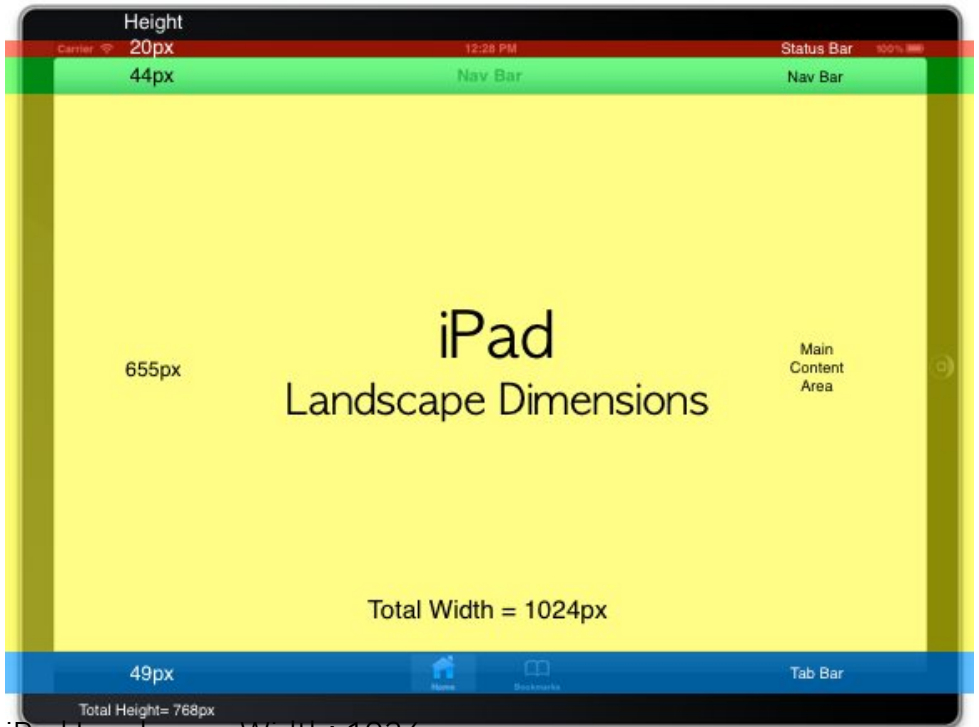 Height
Carrier 20px 12:28 PM Status Bar 100%
44px Nav Bar Nav Bar
iPad
Main
655px Content
Landscape Dimensions Area
Total Width = 1024px
49px Home Bookmarks Tab Bar
Total Height= 768px